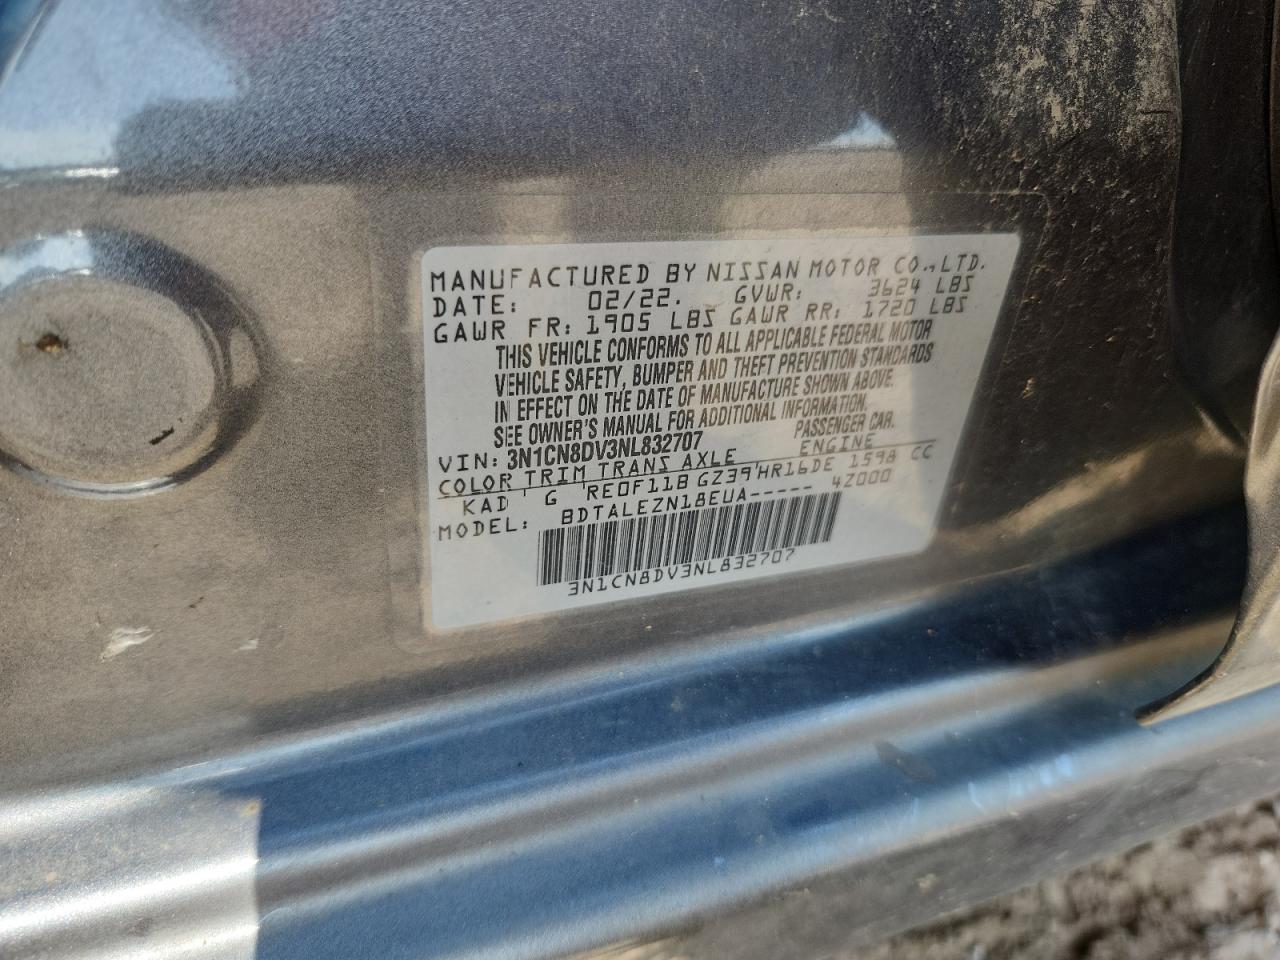 MANUFACTURED BY NISSAN MOTOR CO.,LTD.
DATE: 02/22. GVWR: 3624 LBS
GAWR FR: 1905 LBS GAWR RR: 1720 LBS
THIS VEHICLE CONFORMS TO ALL APPLICABLE FEDERAL MOTOR
VEHICLE SAFETY, BUMPER AND THEFT PREVENTION STANDARDS
IN EFFECT ON THE DATE OF MANUFACTURE SHOWN ABOVE.
SEE OWNER'S MANUAL FOR ADDITIONAL INFORMATION.
VIN: 3N1CN8DV3NL832707 PASSENGER CAR.
COLOR TRIM TRANS AXLE ENGINE
KAD G RE0F11B GZ39 HR16DE 1598 CC
MODEL: BDTALEZN18EUA----- 4Z000
3N1CN8DV3NL832707